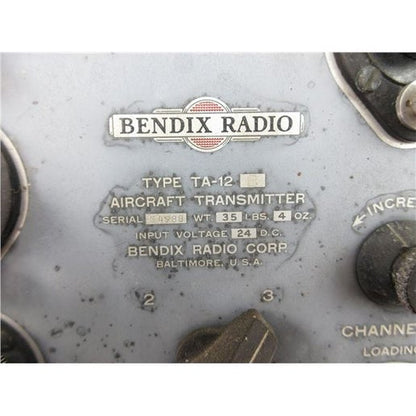 BENDIX RADIO
TYPE TA-12
AIRCRAFT TRANSMITTER
SERIAL WT. 35 LBS. 4 OZ.
INPUT VOLTAGE 24 D.C.
BENDIX RADIO CORP.
BALTIMORE, U.S.A.
INCRE
2 3
CHANNE
LOADING